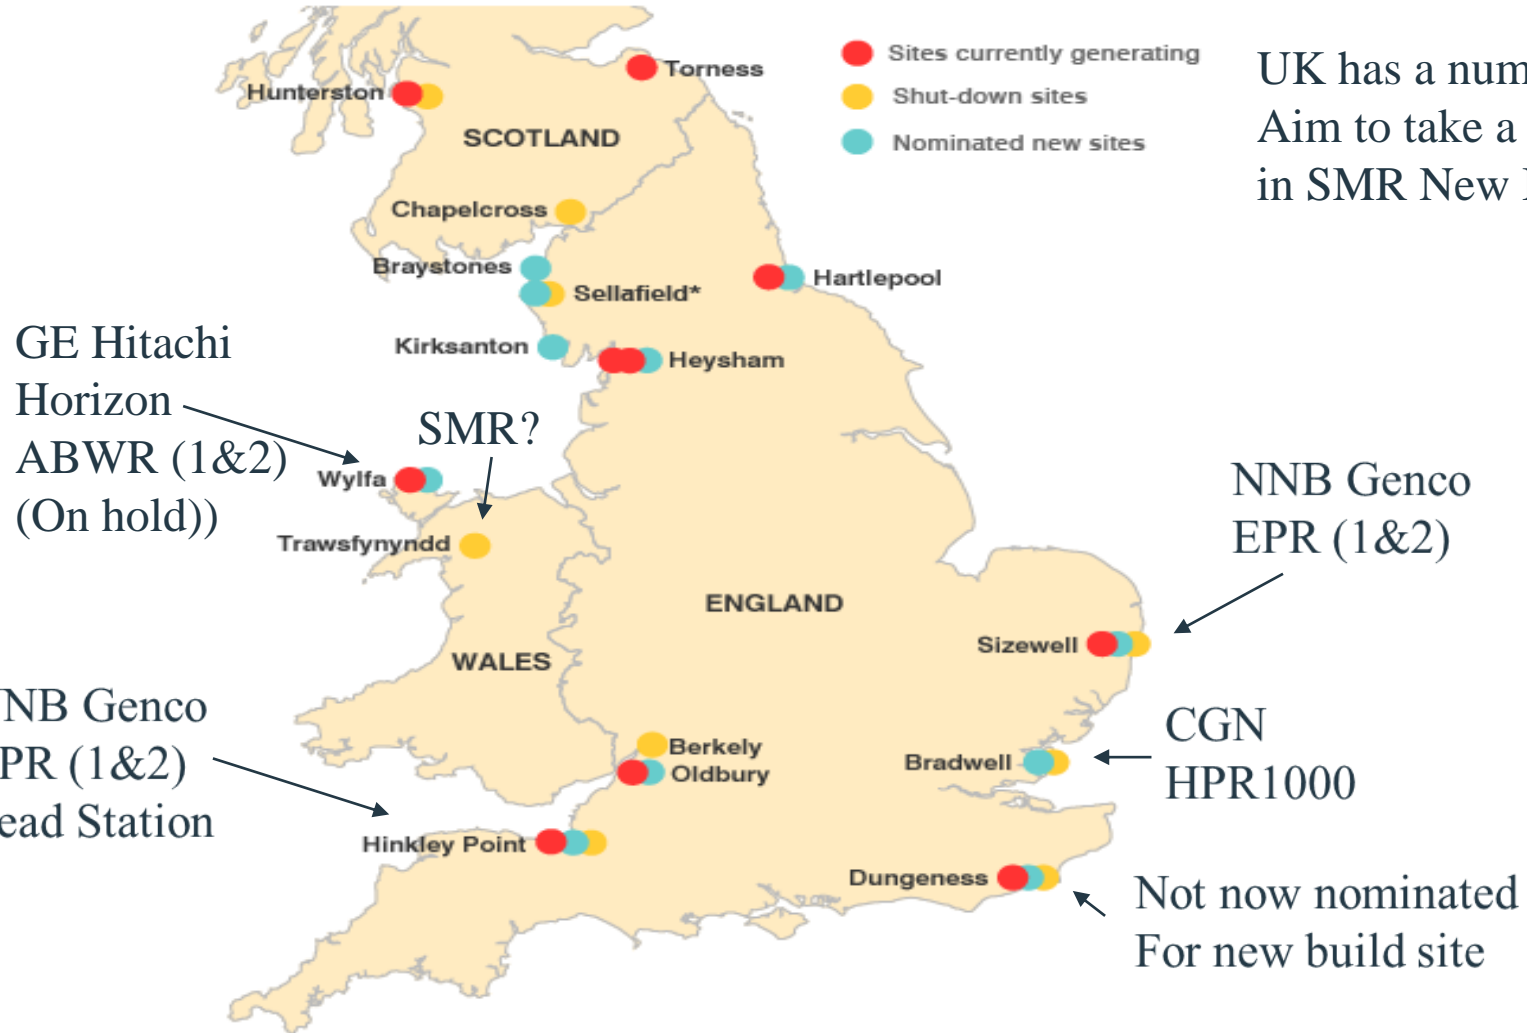 Sites currently generating
Shut-down sites
Nominated new sites
UK has a num
Aim to take a
in SMR New
Torness
Hunterston
SCOTLAND
Chapelcross
Braystones
Sellafield*
Hartlepool
Kirksanton
Heysham
GE Hitachi
Horizon
ABWR (1&2)
(On hold))
SMR?
Wylfa
Trawsfynyndd
NNB Genco
EPR (1&2)
ENGLAND
Sizewell
WALES
NB Genco
PR (1&2)
ead Station
Berkely
Oldbury
Bradwell
CGN
HPR1000
Hinkley Point
Dungeness
Not now nominated
For new build site